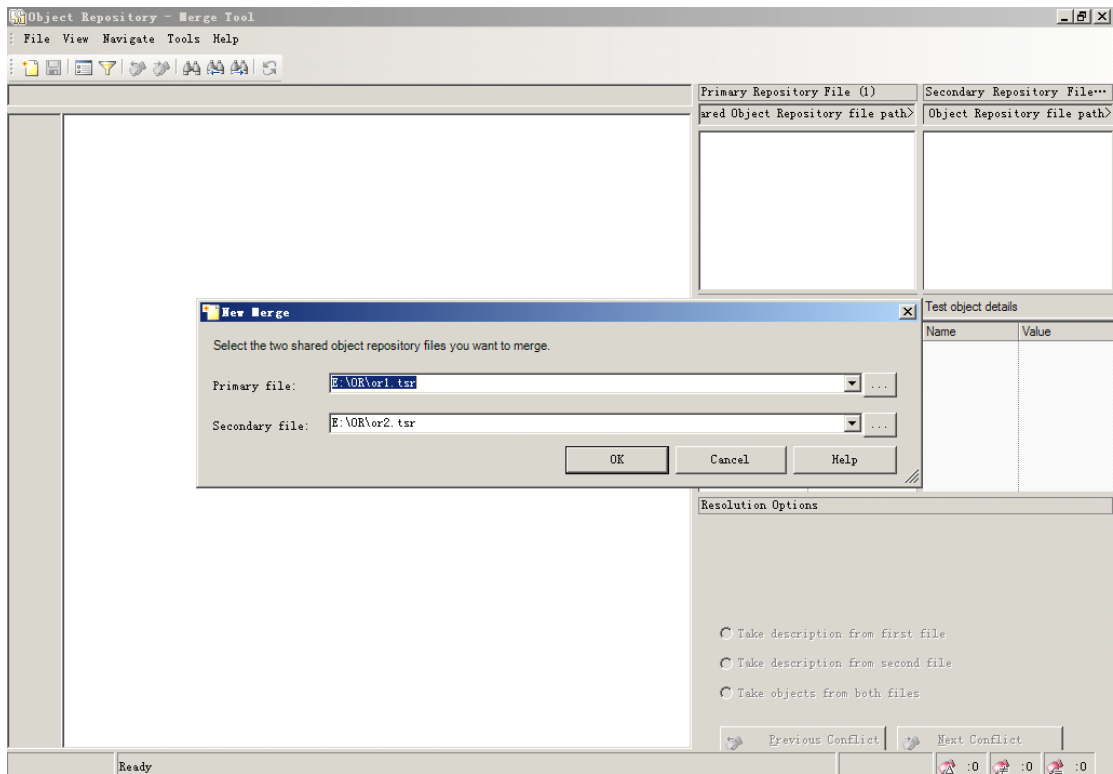 Object Repository - Merge Tool
File View Navigate Tools Help
Primary Repository File (1)
Secondary Repository File...
ared Object Repository file path>
Object Repository file path>
New Merge
Select the two shared object repository files you want to merge.
Primary file: E:\OR\or1.tsr ...
Secondary file: E:\OR\or2.tsr ...
OK Cancel Help
Test object details
Name Value
Resolution Options
Take description from first file
Take description from second file
Take objects from both files
Previous Conflict Next Conflict
Ready :0 :0 :0